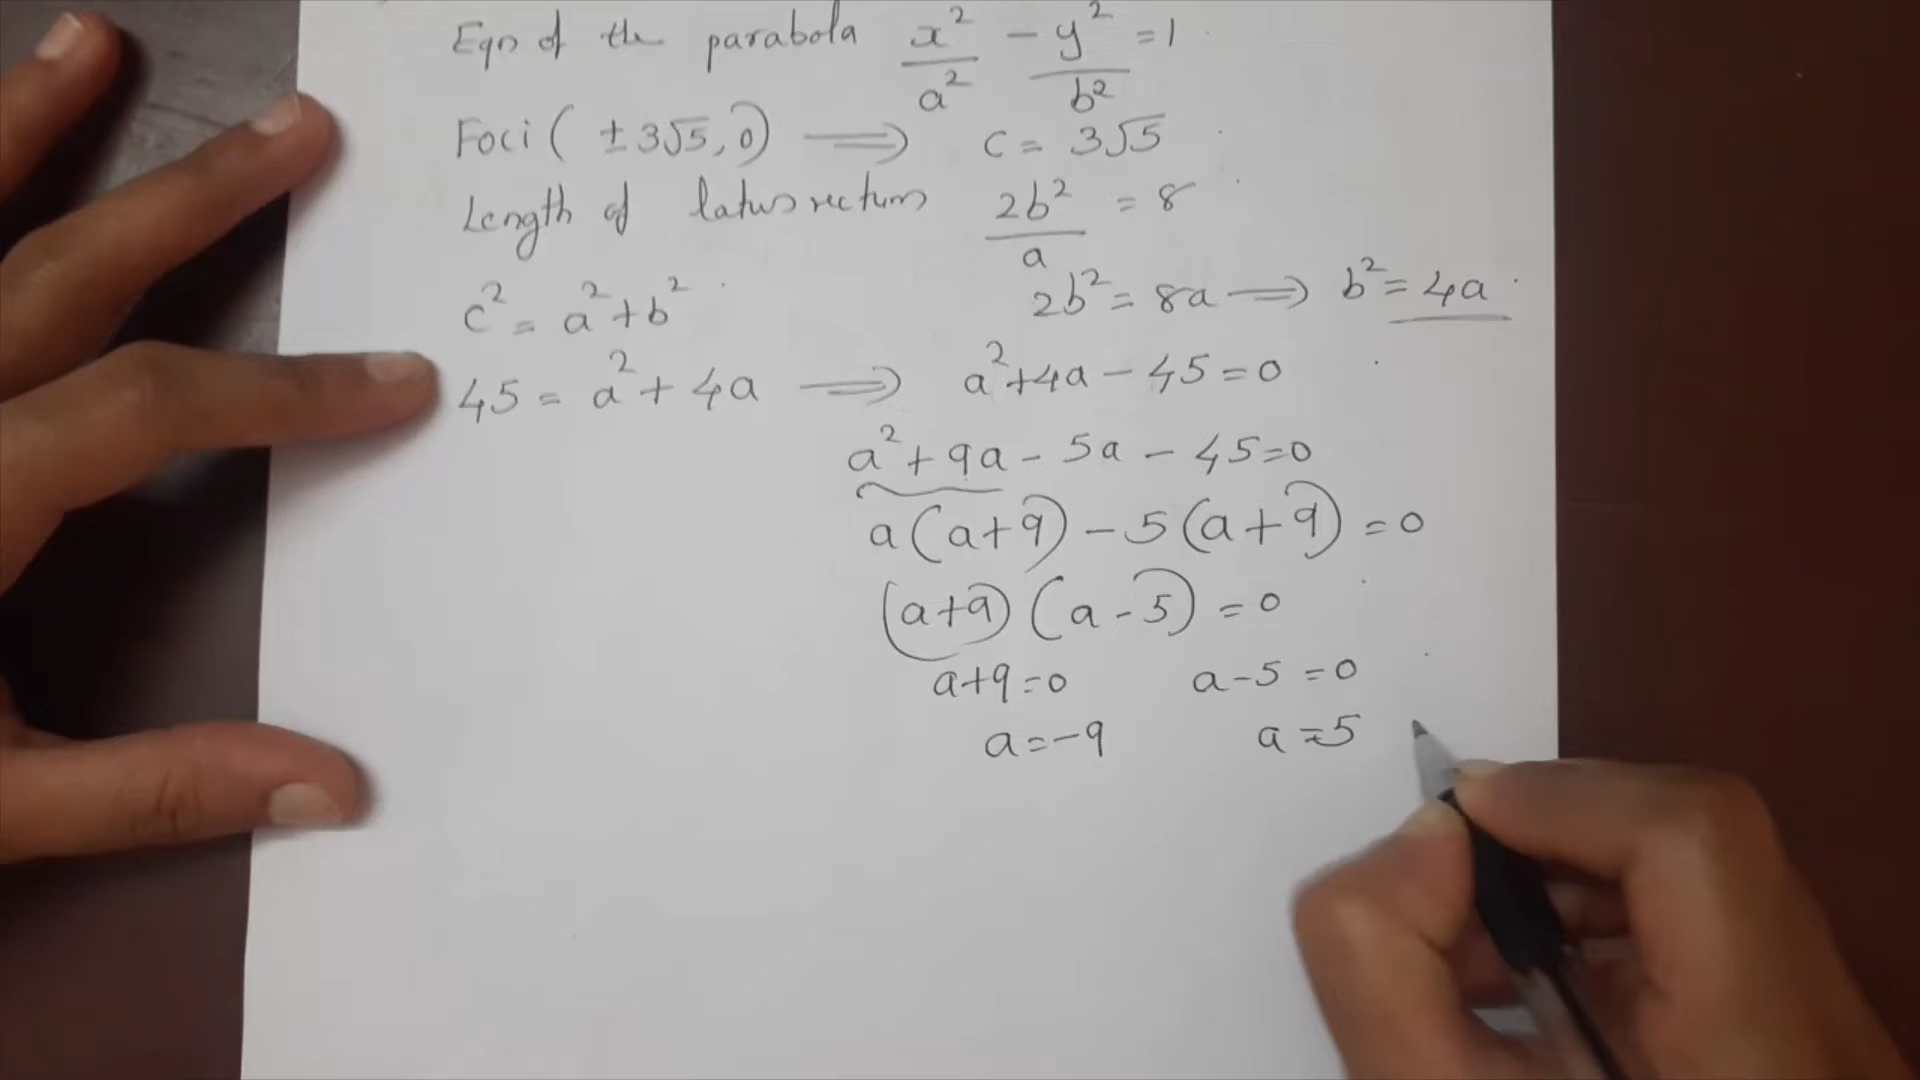 Eqn of the parabola x²/a² - y²/b² = 1
Foci ( ±3√5, 0) ⟹ c = 3√5
Length of latus rectum 2b²/a = 8
2b² = 8a ⟹ b² = 4a
c² = a² + b²
45 = a² + 4a ⟹ a² + 4a - 45 = 0
a² + 9a - 5a - 45 = 0
a(a+9) - 5(a+9) = 0
(a+9) (a-5) = 0
a+9 = 0 a-5 = 0
a = -9 a = 5